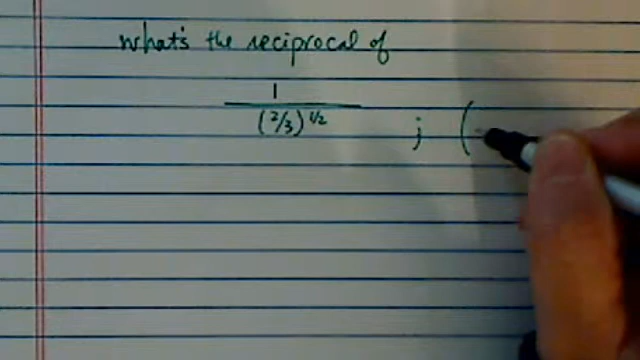 What's the reciprocal of
1
(2/3)^1/2 ; (